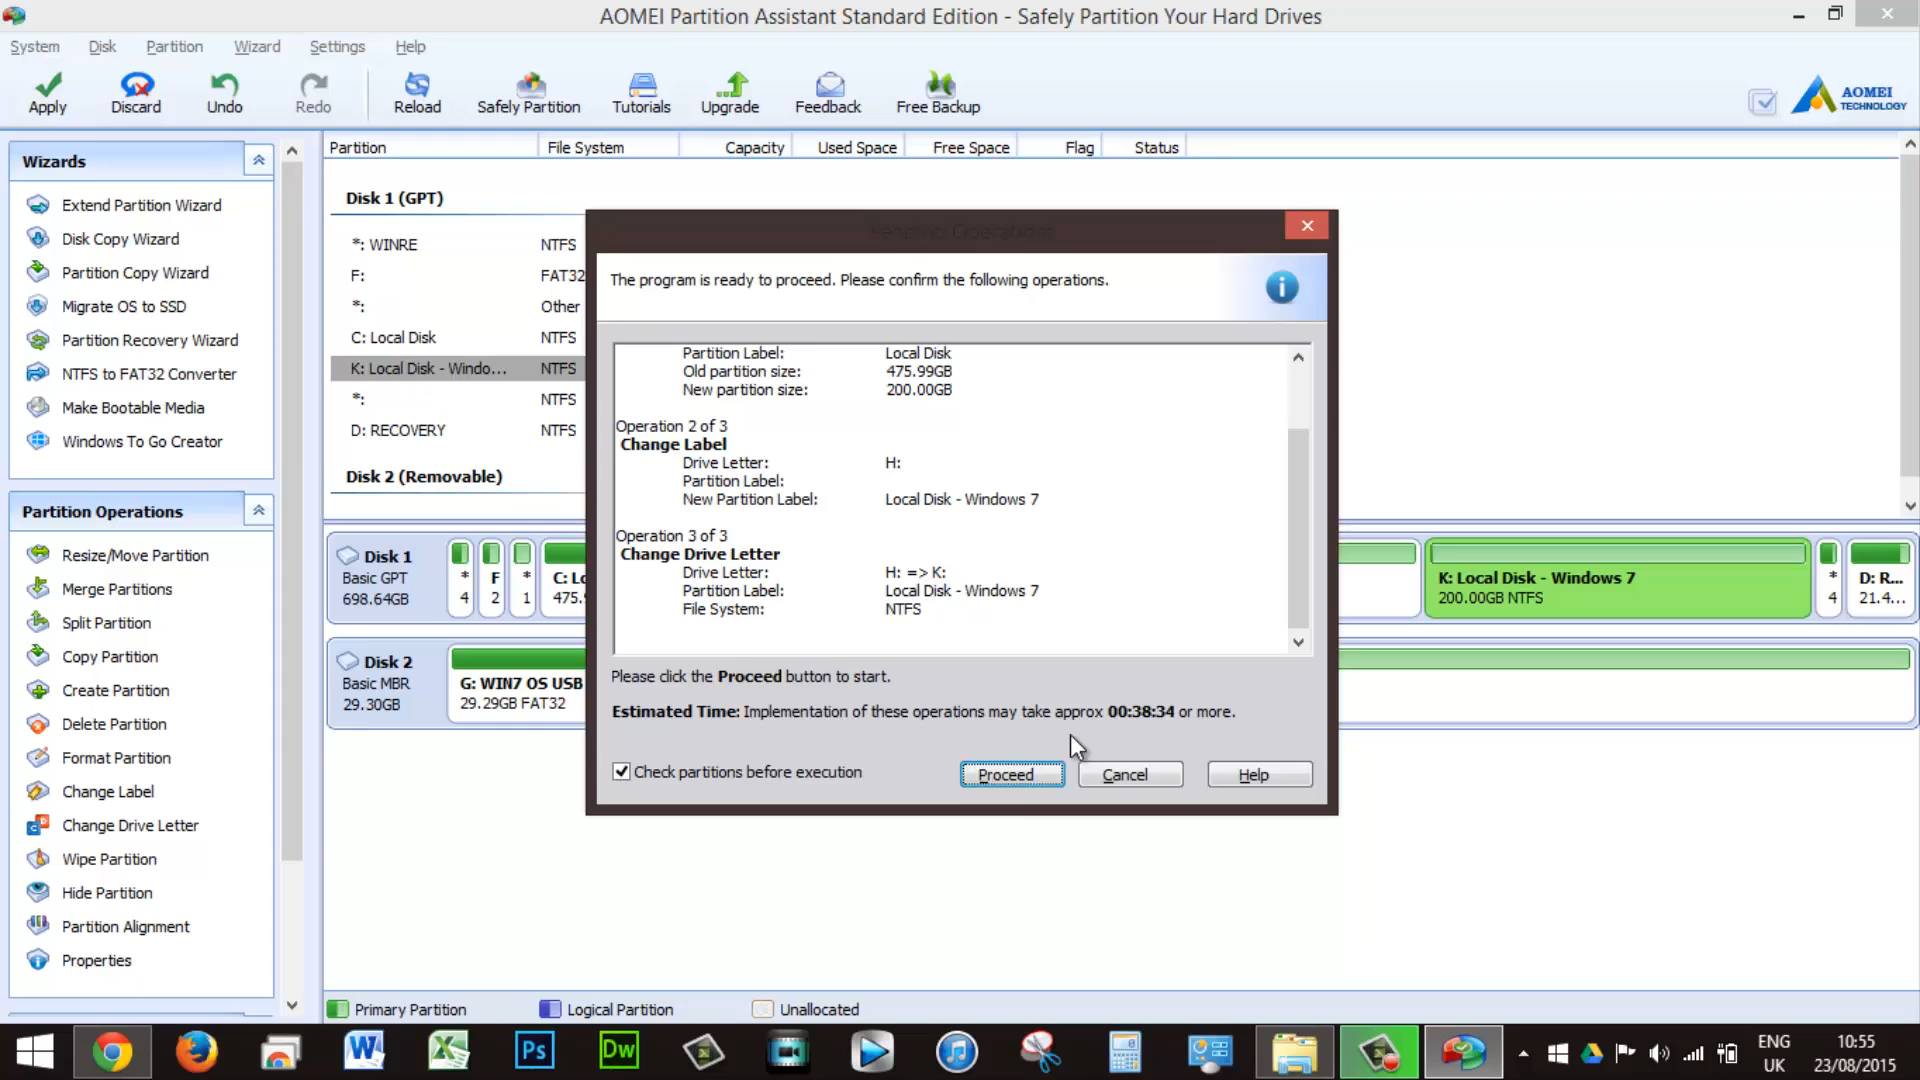 AOMEI Partition Assistant Standard Edition - Safely Partition Your Hard Drives
System Disk Partition Wizard Settings Help
Apply Discard Undo Redo Reload Safely Partition Tutorials Upgrade Feedback Free Backup
AOMEI
TECHNOLOGY
Wizards
Extend Partition Wizard
Disk Copy Wizard
Partition Copy Wizard
Migrate OS to SSD
Partition Recovery Wizard
NTFS to FAT32 Converter
Make Bootable Media
Windows To Go Creator
Partition Operations
Resize/Move Partition
Merge Partitions
Split Partition
Copy Partition
Create Partition
Delete Partition
Format Partition
Change Label
Change Drive Letter
Wipe Partition
Hide Partition
Partition Alignment
Properties
Partition File System Capacity Used Space Free Space Flag Status
Disk 1 (GPT)
*: WINRE NTFS
F: FAT32
*: Other
C: Local Disk NTFS
K: Local Disk - Windo... NTFS
*: NTFS
D: RECOVERY NTFS
Disk 2 (Removable)
Pending Operations
The program is ready to proceed. Please confirm the following operations.
Partition Label: Local Disk
Old partition size: 475.99GB
New partition size: 200.00GB
Operation 2 of 3
Change Label
Drive Letter: H:
Partition Label:
New Partition Label: Local Disk - Windows 7
Operation 3 of 3
Change Drive Letter
Drive Letter: H: => K:
Partition Label: Local Disk - Windows 7
File System: NTFS
Please click the Proceed button to start.
Estimated Time: Implementation of these operations may take approx 00:38:34 or more.
Check partitions before execution
Proceed Cancel Help
Disk 1
Basic GPT
698.64GB
*
4
F
2
*
1
C: Lo
475.
K: Local Disk - Windows 7
200.00GB NTFS
*
4
D: R...
21.4...
Disk 2
Basic MBR
29.30GB
G: WIN7 OS USB
29.29GB FAT32
Primary Partition Logical Partition Unallocated
Ps
Dw
ENG
UK
10:55
23/08/2015